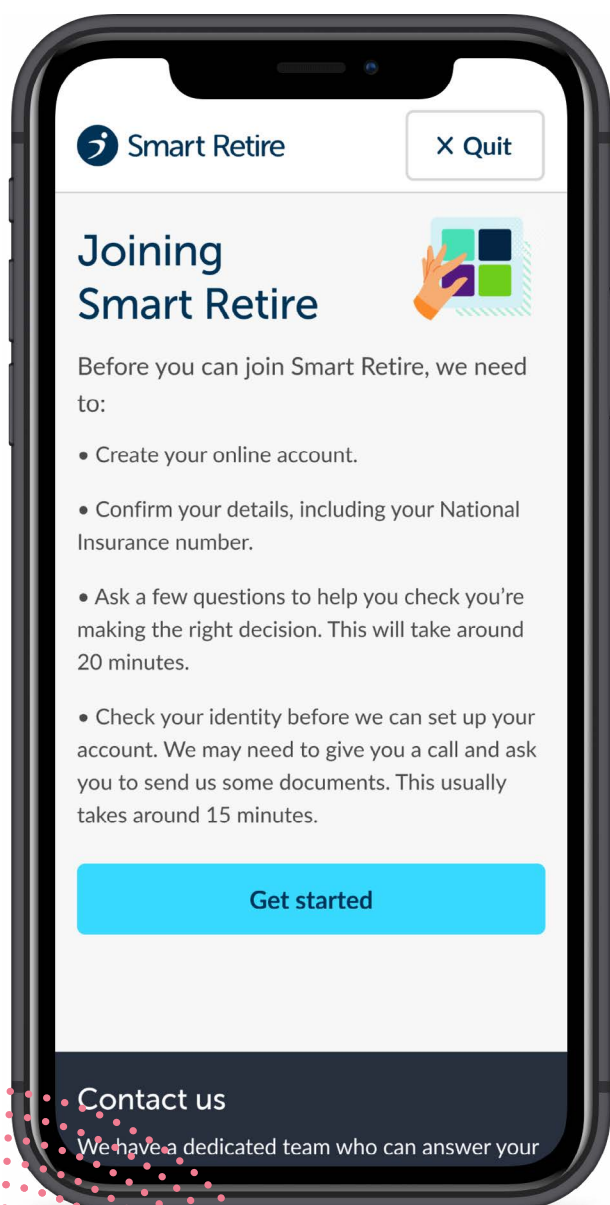 Smart Retire
X Quit
Joining
Smart Retire
Before you can join Smart Retire, we need
to:
• Create your online account.
• Confirm your details, including your National
Insurance number.
• Ask a few questions to help you check you’re
making the right decision. This will take around
20 minutes.
• Check your identity before we can set up your
account. We may need to give you a call and ask
you to send us some documents. This usually
takes around 15 minutes.
Get started
Contact us
We have a dedicated team who can answer your